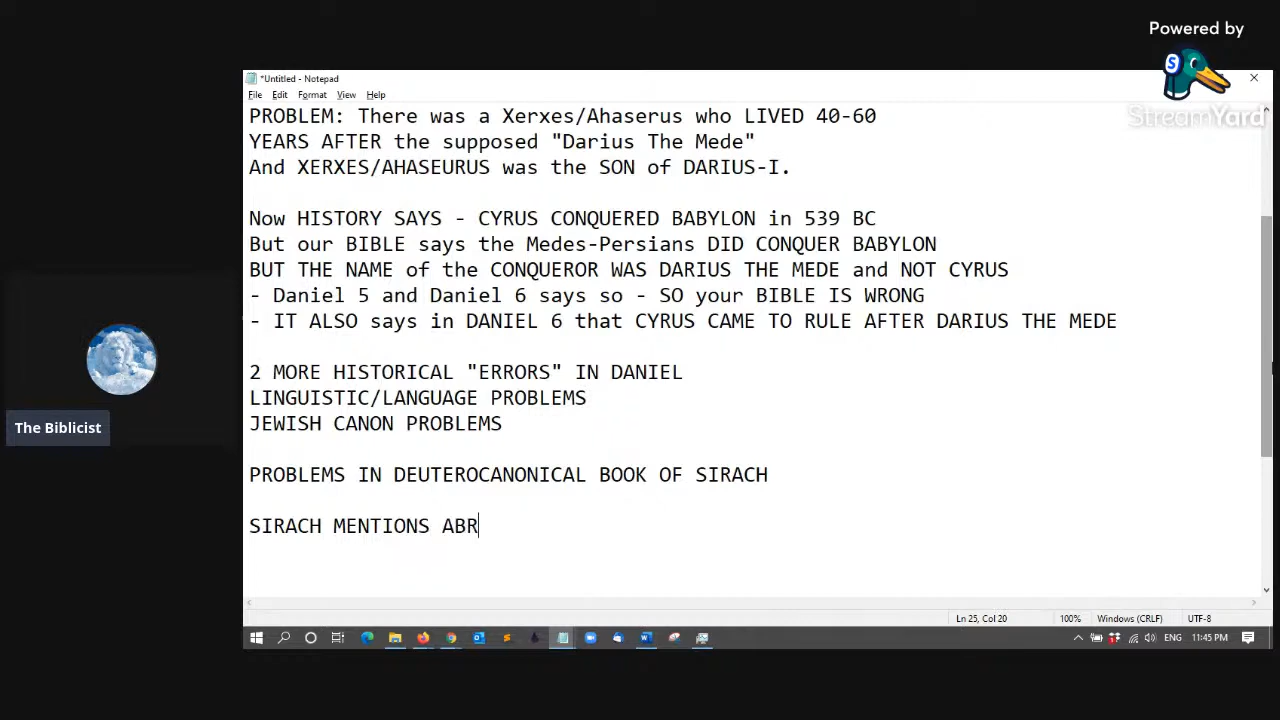 Powered by
S
StreamYard
*Untitled - Notepad
File Edit Format View Help
PROBLEM: There was a Xerxes/Ahaserus who LIVED 40-60
YEARS AFTER the supposed "Darius The Mede"
And XERXES/AHASEURUS was the SON of DARIUS-I.
Now HISTORY SAYS - CYRUS CONQUERED BABYLON in 539 BC
But our BIBLE says the Medes-Persians DID CONQUER BABYLON
BUT THE NAME of the CONQUEROR WAS DARIUS THE MEDE and NOT CYRUS
- Daniel 5 and Daniel 6 says so - SO your BIBLE IS WRONG
- IT ALSO says in DANIEL 6 that CYRUS CAME TO RULE AFTER DARIUS THE MEDE
2 MORE HISTORICAL "ERRORS" IN DANIEL
LINGUISTIC/LANGUAGE PROBLEMS
JEWISH CANON PROBLEMS
PROBLEMS IN DEUTEROCANONICAL BOOK OF SIRACH
SIRACH MENTIONS ABR
The Biblicist
Ln 25, Col 20 100% Windows (CRLF) UTF-8
ENG 11:45 PM